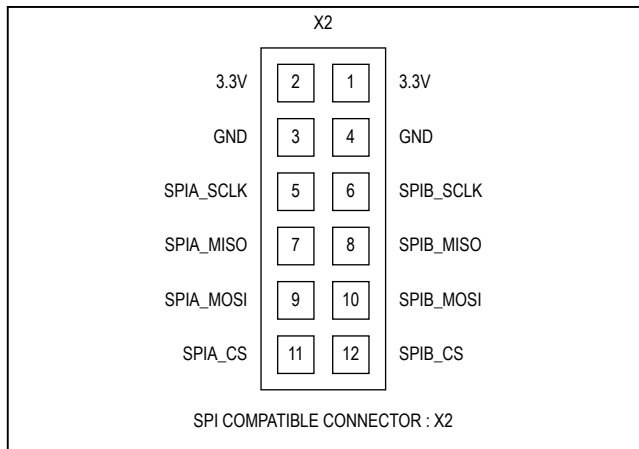 X2
3.3V 2 1 3.3V
GND 3 4 GND
SPIA_SCLK 5 6 SPIB_SCLK
SPIA_MISO 7 8 SPIB_MISO
SPIA_MOSI 9 10 SPIB_MOSI
SPIA_CS 11 12 SPIB_CS
SPI COMPATIBLE CONNECTOR : X2